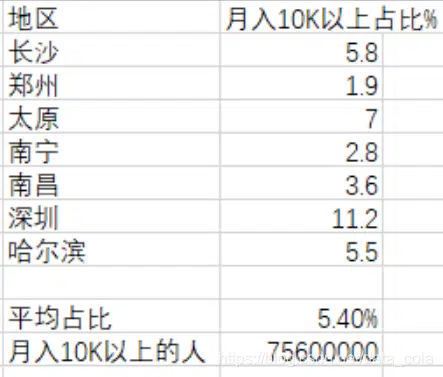 地区 月入10K以上占比%
长沙 5.8
郑州 1.9
太原 7
南宁 2.8
南昌 3.6
深圳 11.2
哈尔滨 5.5
平均占比 5.40%
月入10K以上的人 75600000